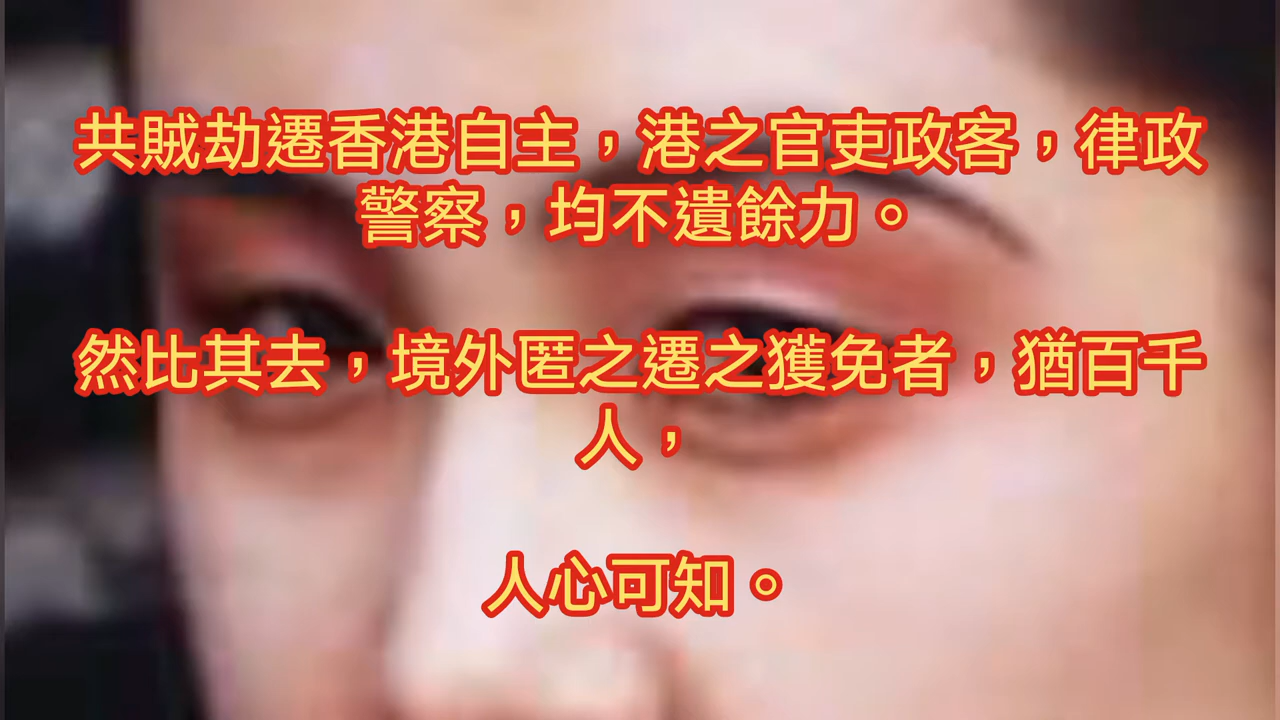 共賊劫遷香港自主，港之官吏政客，律政
警察，均不遺餘力。
然比其去，境外匿之遷之獲免者，猶百千
人，
人心可知。